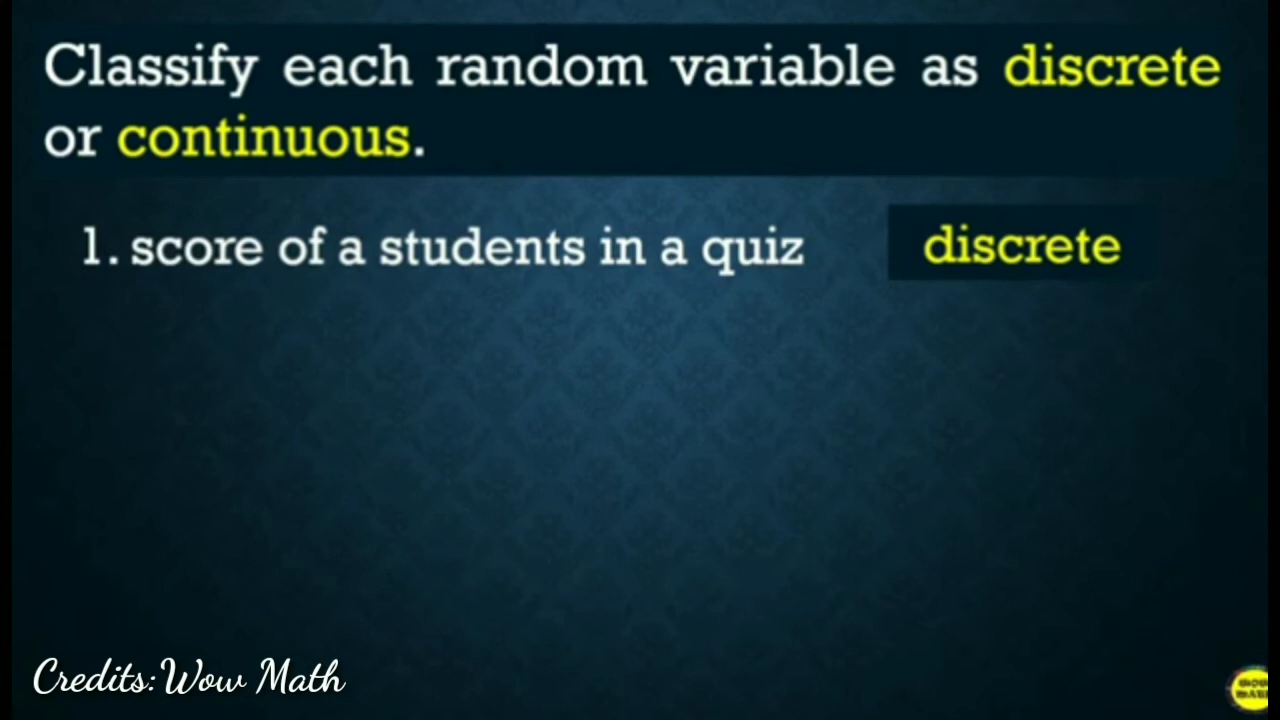 Classify each random variable as discrete
or continuous.
1. score of a students in a quiz discrete
Credits: Wow Math